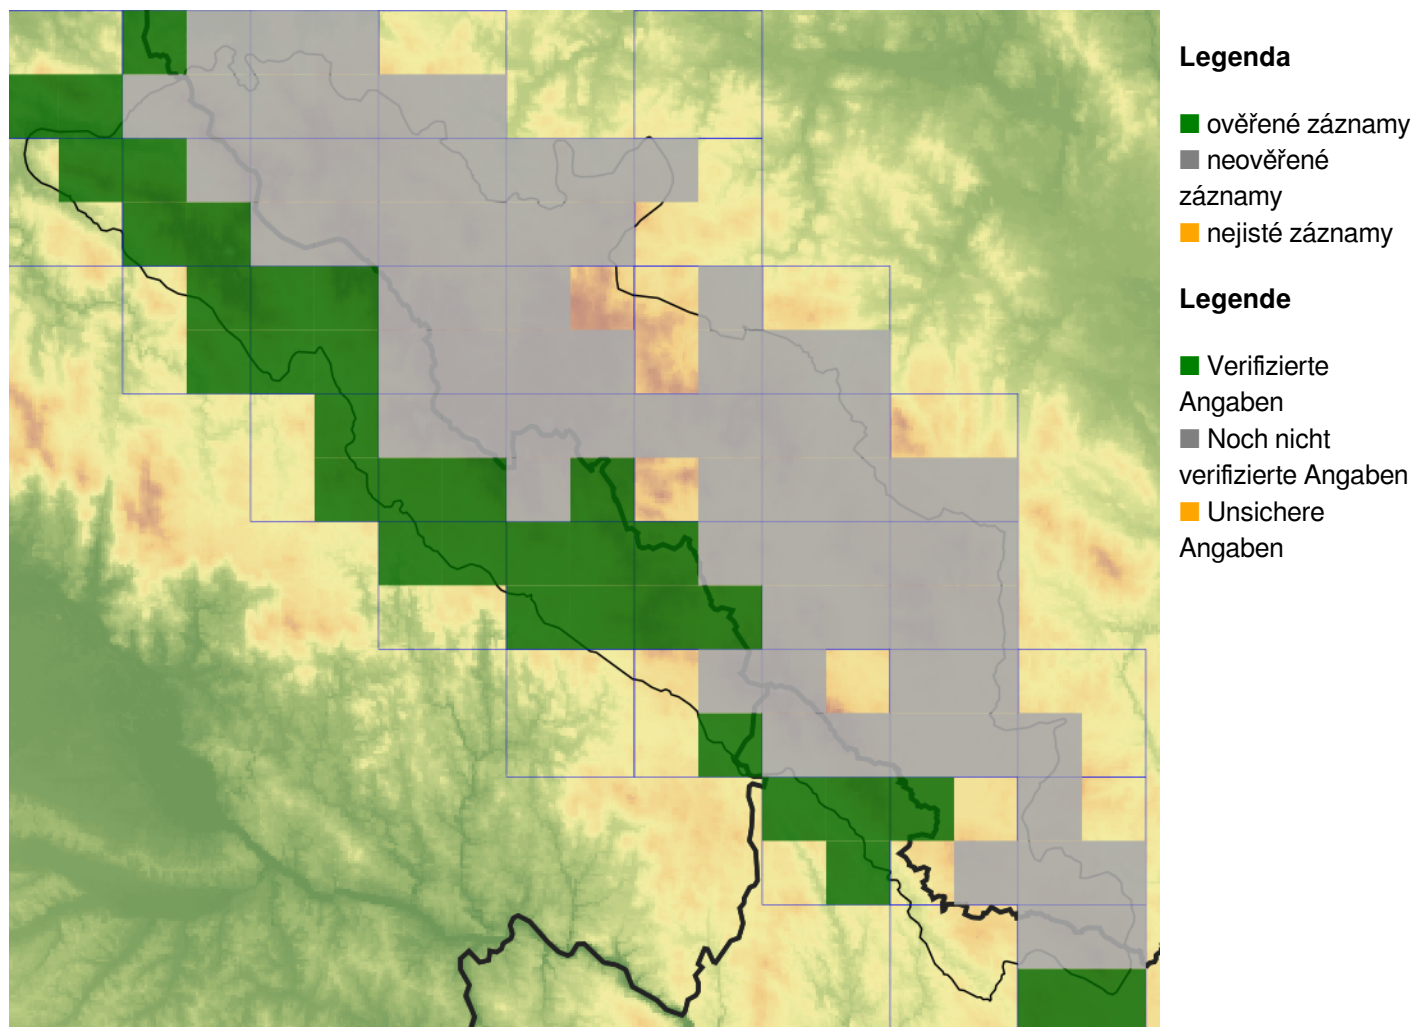 Legenda
ověřené záznamy
neověřené
záznamy
nejisté záznamy
Legende
Verifizierte
Angaben
Noch nicht
verifizierte Angaben
Unsichere
Angaben